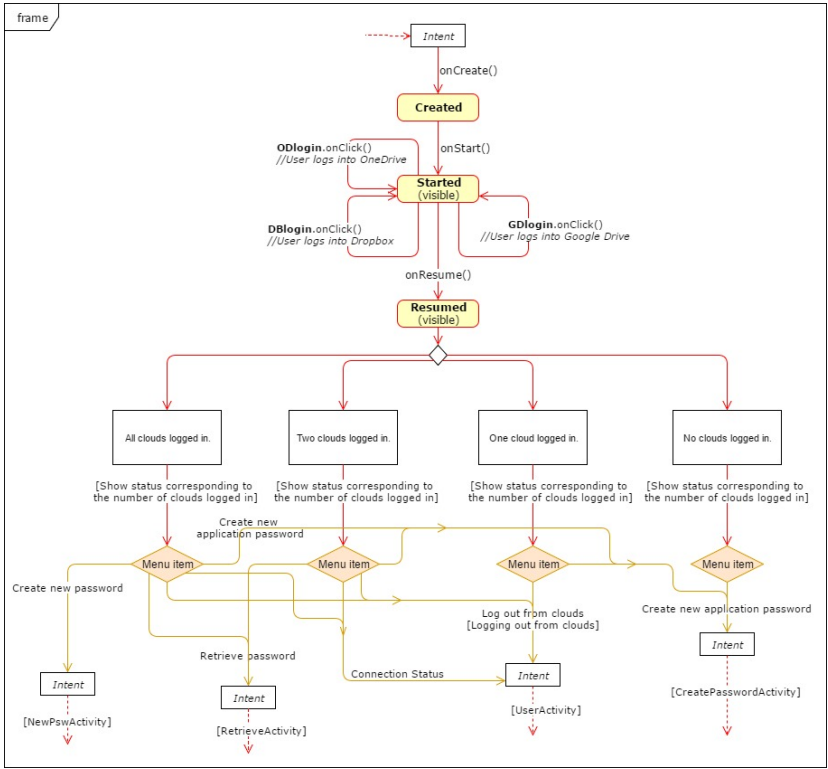 frame
Intent
onCreate()
Created
onStart()
ODlogin.onClick()
//User logs into OneDrive
Started
(visible)
DBlogin.onClick()
//User logs into Dropbox
GDlogin.onClick()
//User logs into Google Drive
onResume()
Resumed
(visible)
All clouds logged in.
Two clouds logged in.
One cloud logged in.
No clouds logged in.
[Show status corresponding to
the number of clouds logged in]
[Show status corresponding to
the number of clouds logged in]
[Show status corresponding to
the number of clouds logged in]
[Show status corresponding to
the number of clouds logged in]
Create new
application password
Menu item
Menu item
Menu item
Menu item
Create new password
Log out from clouds
[Logging out from clouds]
Create new application password
Retrieve password
Connection Status
Intent
Intent
Intent
Intent
[NewPswActivity]
[RetrieveActivity]
[UserActivity]
[CreatePasswordActivity]